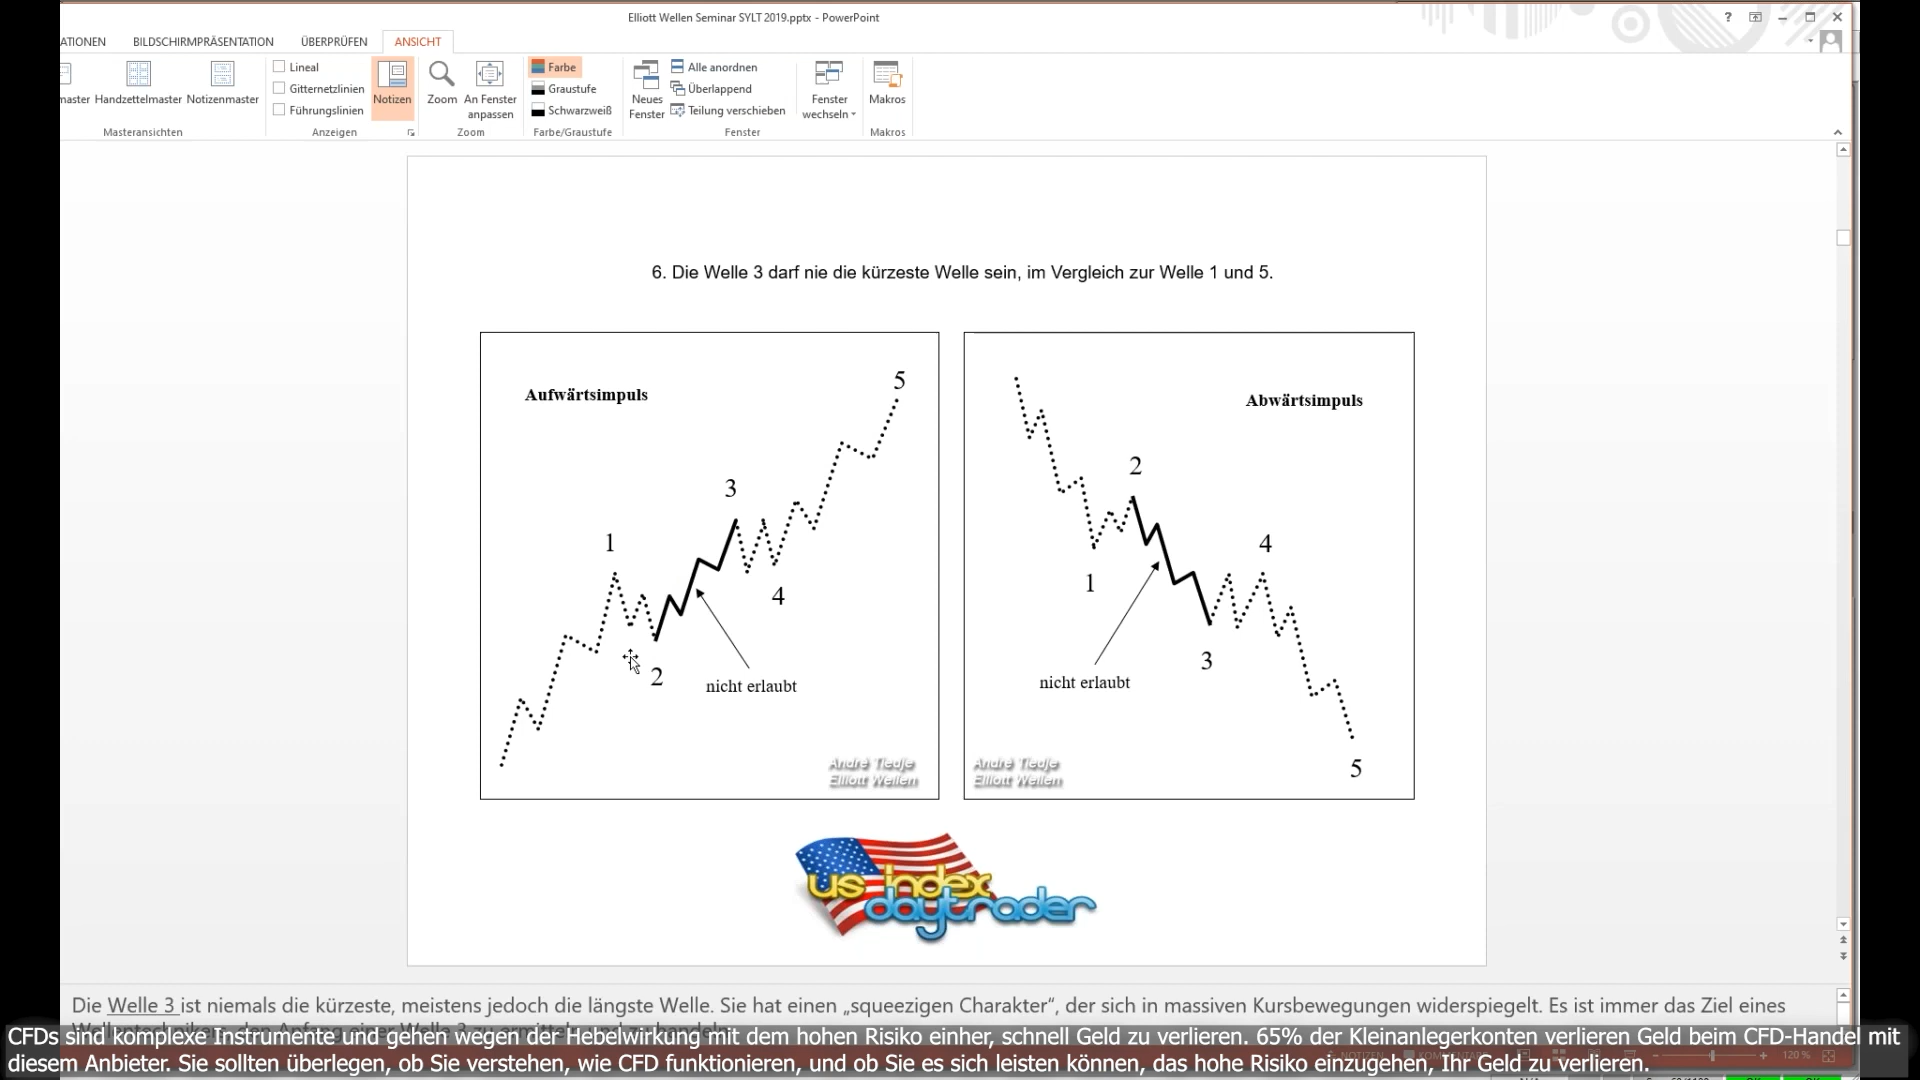 Elliott Wellen Seminar SYLT 2019.pptx - PowerPoint
ATIONEN BILDSCHIRMPRÄSENTATION ÜBERPRÜFEN ANSICHT
Lineal
Gitternetzlinien
Führungslinien
master Handzettelmaster Notizenmaster
Notizen
Zoom
An Fenster
anpassen
Farbe
Graustufe
Schwarzweiß
Neues
Fenster
Alle anordnen
Überlappend
Teilung verschieben
Fenster
wechseln
Makros
Masteransichten Anzeigen Zoom Farbe/Graustufe Fenster Makros
6. Die Welle 3 darf nie die kürzeste Welle sein, im Vergleich zur Welle 1 und 5.
Aufwärtsimpuls
5
3
1
4
2
nicht erlaubt
André Tiedje
Elliott Wellen
Abwärtsimpuls
2
4
1
3
nicht erlaubt
5
André Tiedje
Elliott Wellen
us index
daytrader
Die Welle 3 ist niemals die kürzeste, meistens jedoch die längste Welle. Sie hat einen „squeezigen Charakter“, der sich in massiven Kursbewegungen widerspiegelt. Es ist immer das Ziel eines
CFDs sind komplexe Instrumente und gehen wegen der Hebelwirkung mit dem hohen Risiko einher, schnell Geld zu verlieren. 65% der Kleinanlegerkonten verlieren Geld beim CFD-Handel mit
diesem Anbieter. Sie sollten überlegen, ob Sie verstehen, wie CFD funktionieren, und ob Sie es sich leisten können, das hohe Risiko einzugehen, Ihr Geld zu verlieren.
120 %